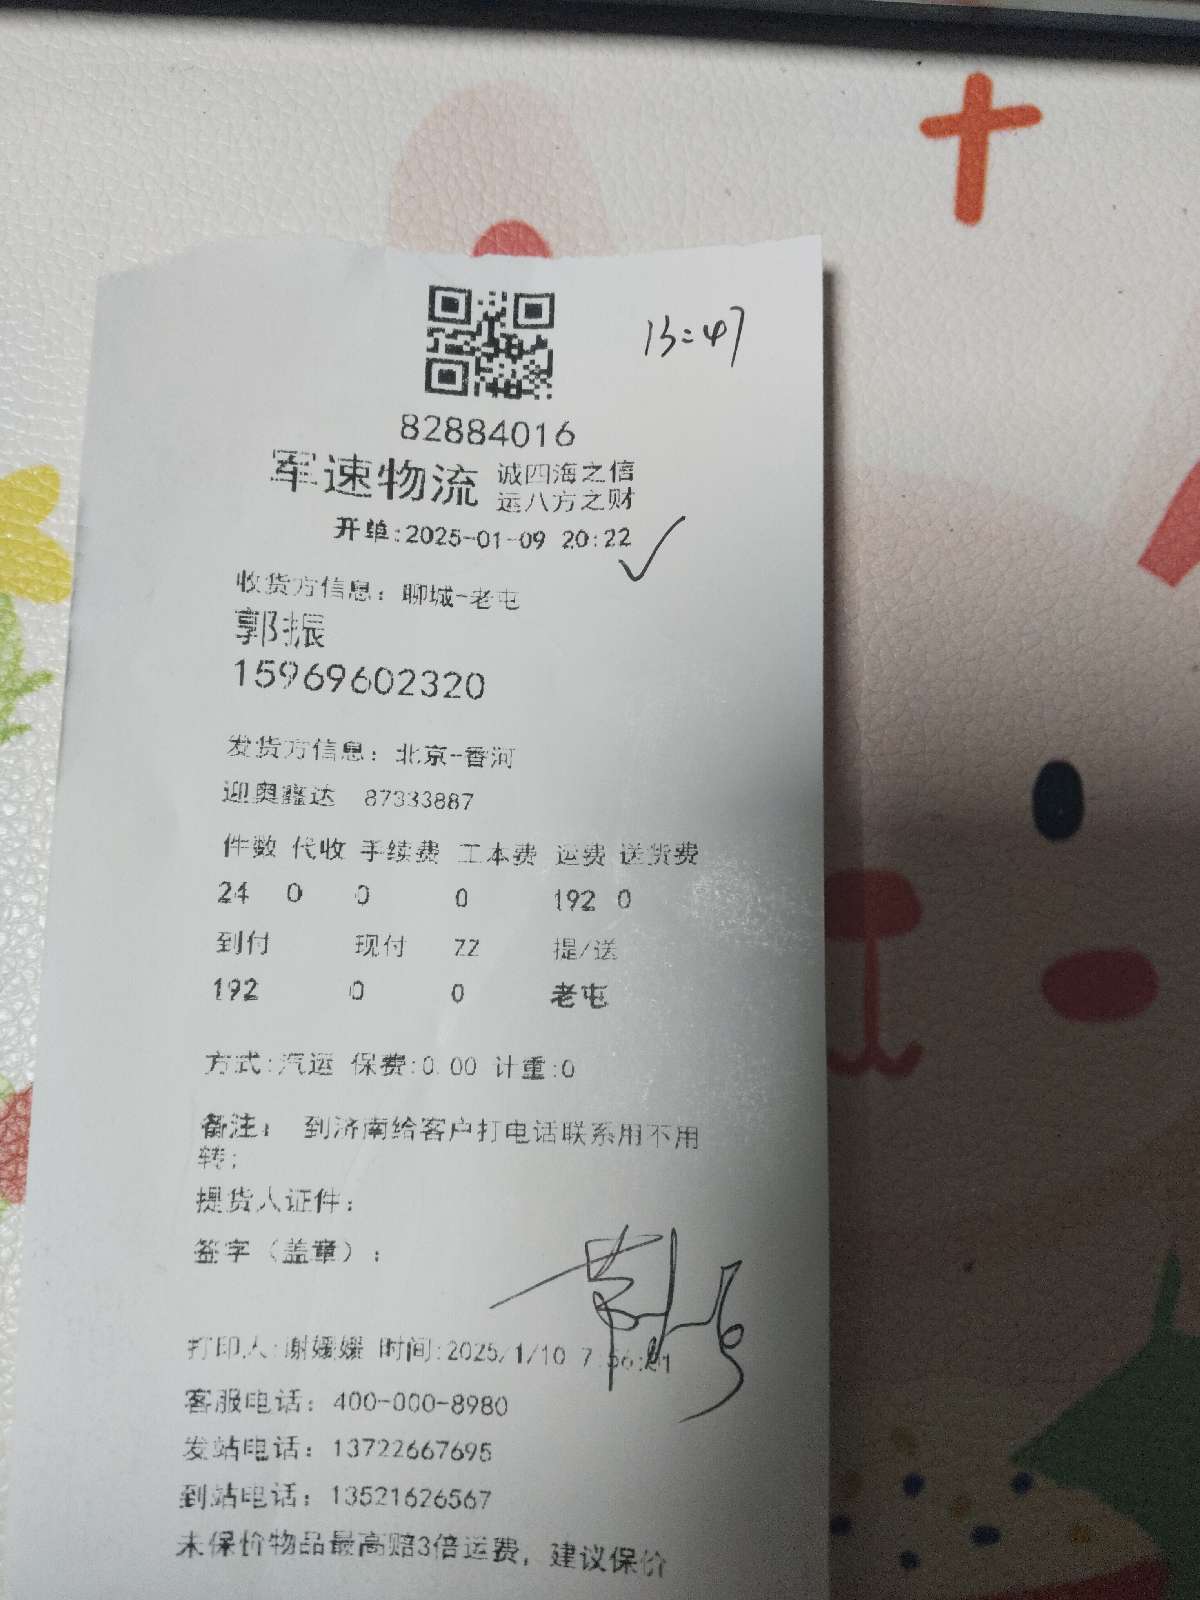 13:47
82884016
军速物流 诚四海之信
运八方之财
开单:2025-01-09 20:22
收货方信息: 聊城-老屯
郭振
15969602320
发货方信息: 北京-香河
迎奥鑫达 87333887
件数 代收 手续费 工本费 运费 送货费
24 0 0 0 192 0
到付 现付 ZZ 提/送
192 0 0 老屯
方式:汽运 保费:0.00 计重:0
备注: 到济南给客户打电话联系用不用
转;
提货人证件:
签字（盖章）:
打印人:谢媛媛 时间:2025/1/10 7:56:01
客服电话: 400-000-8980
发站电话: 13722667695
到站电话: 13521626567
未保价物品最高赔3倍运费, 建议保价